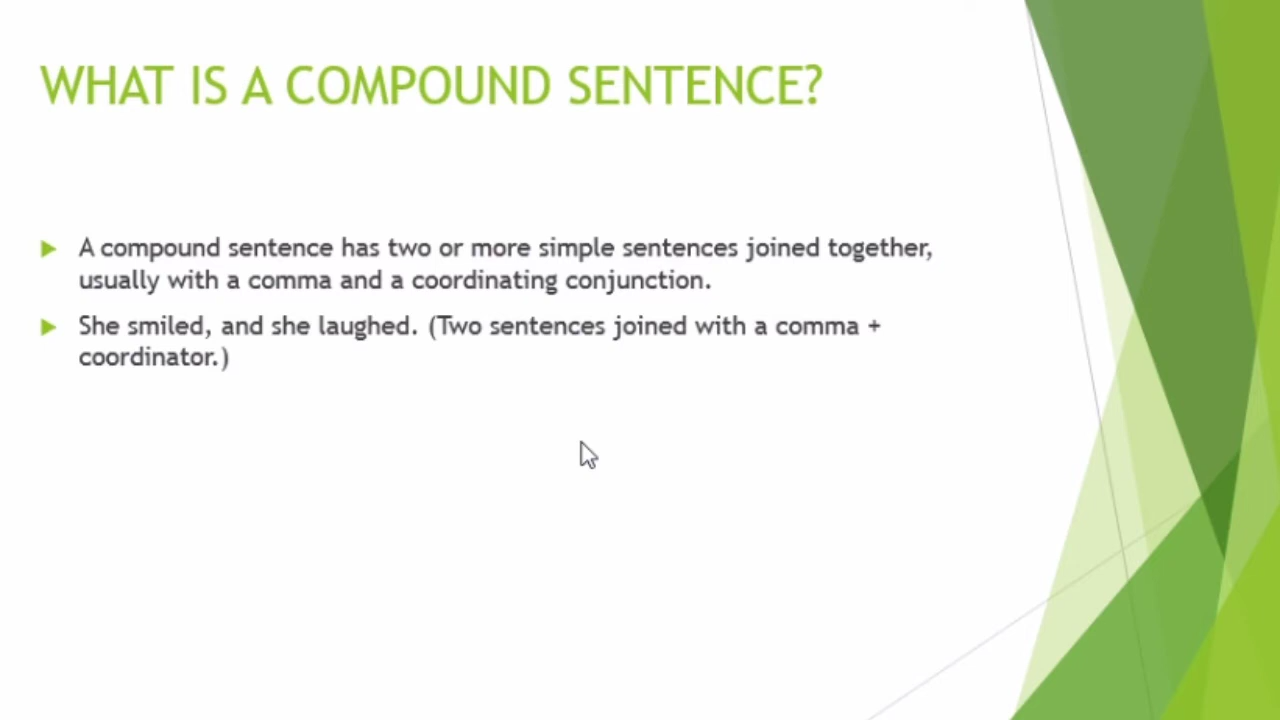 WHAT IS A COMPOUND SENTENCE?
A compound sentence has two or more simple sentences joined together,
usually with a comma and a coordinating conjunction.
She smiled, and she laughed. (Two sentences joined with a comma +
coordinator.)